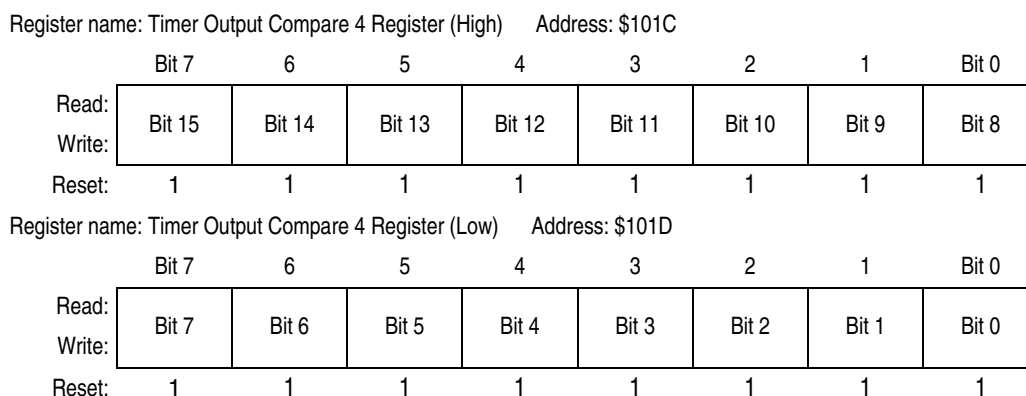 Register name: Timer Output Compare 4 Register (High) Address: $101C
Bit 7 6 5 4 3 2 1 Bit 0
Read:
Bit 15 Bit 14 Bit 13 Bit 12 Bit 11 Bit 10 Bit 9 Bit 8
Write:
Reset: 1 1 1 1 1 1 1 1
Register name: Timer Output Compare 4 Register (Low) Address: $101D
Bit 7 6 5 4 3 2 1 Bit 0
Read:
Bit 7 Bit 6 Bit 5 Bit 4 Bit 3 Bit 2 Bit 1 Bit 0
Write:
Reset: 1 1 1 1 1 1 1 1